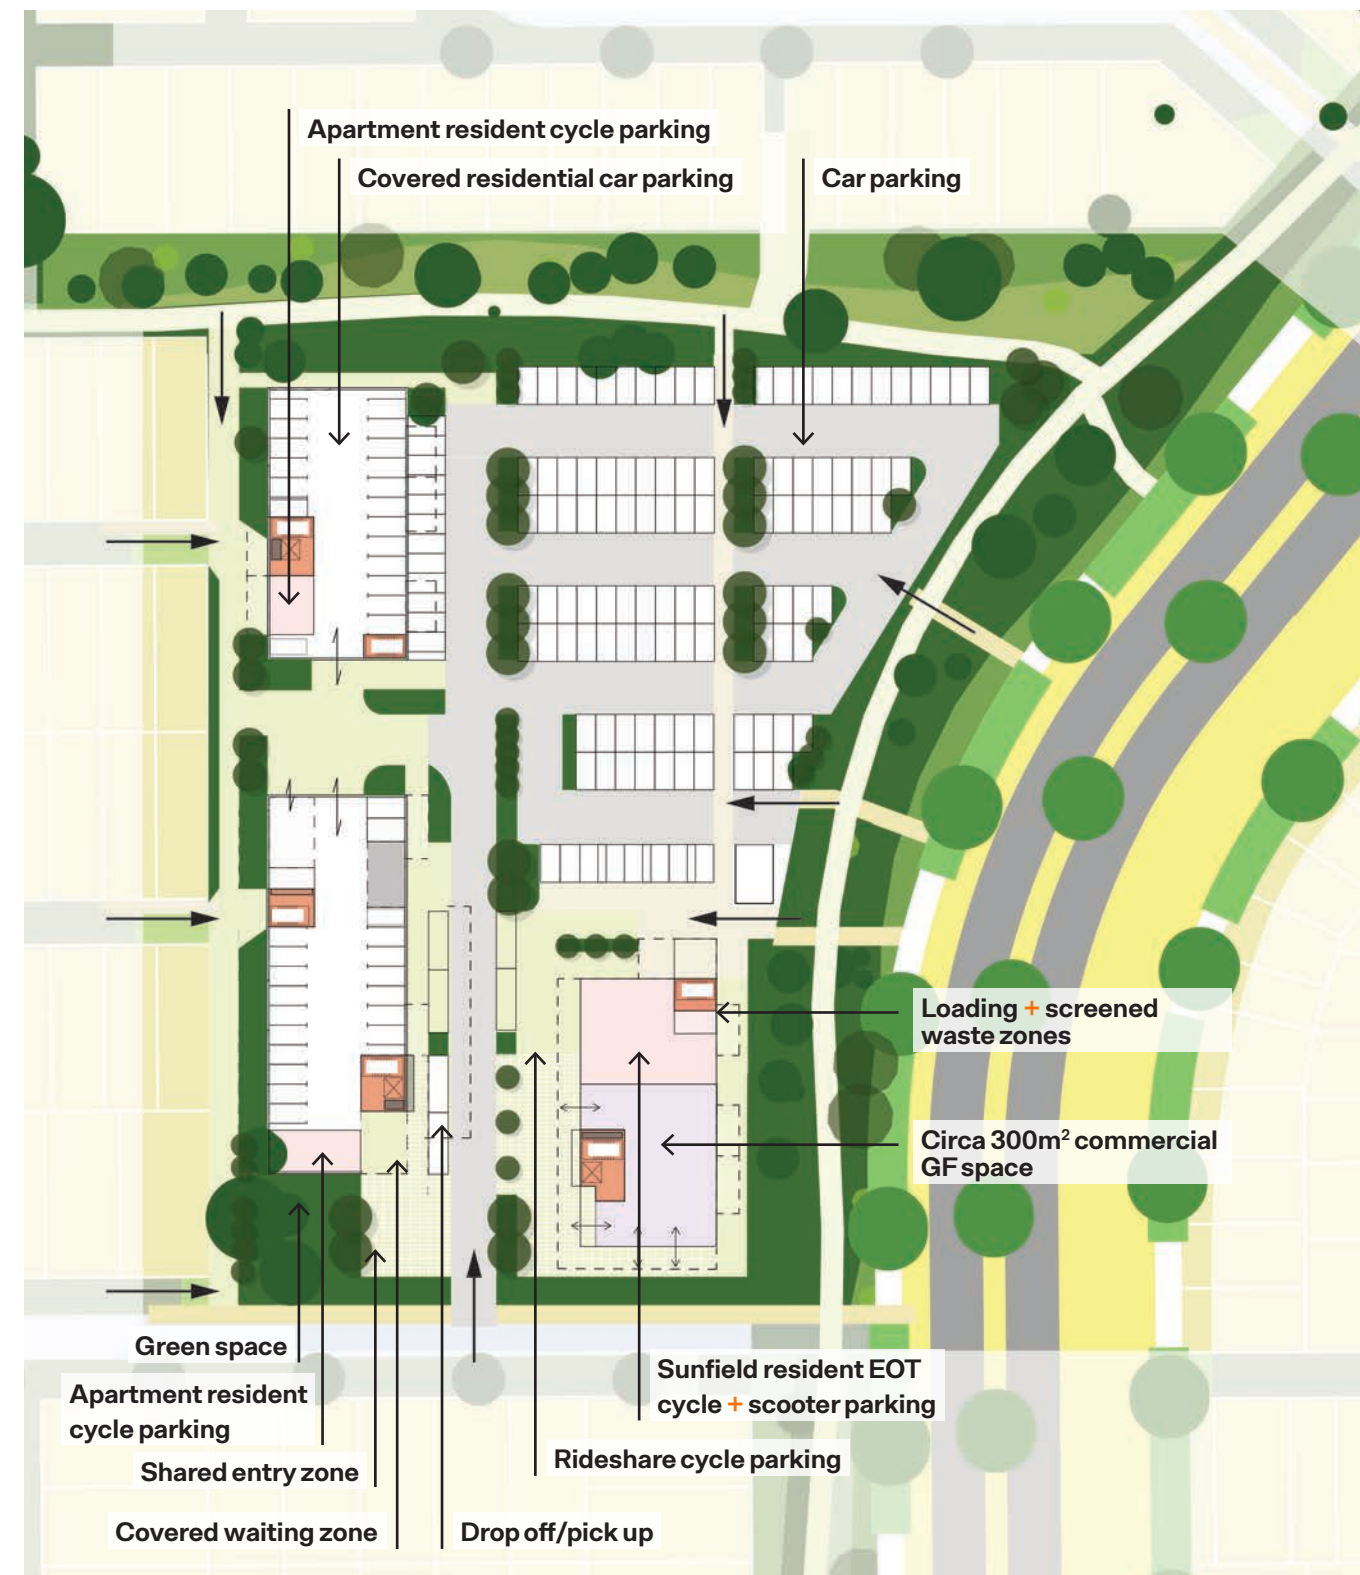 Apartment resident cycle parking
Covered residential car parking
Car parking
Loading + screened
waste zones
Circa 300m² commercial
GF space
Green space
Apartment resident
cycle parking
Shared entry zone
Covered waiting zone
Drop off/pick up
Rideshare cycle parking
Sunfield resident EOT
cycle + scooter parking